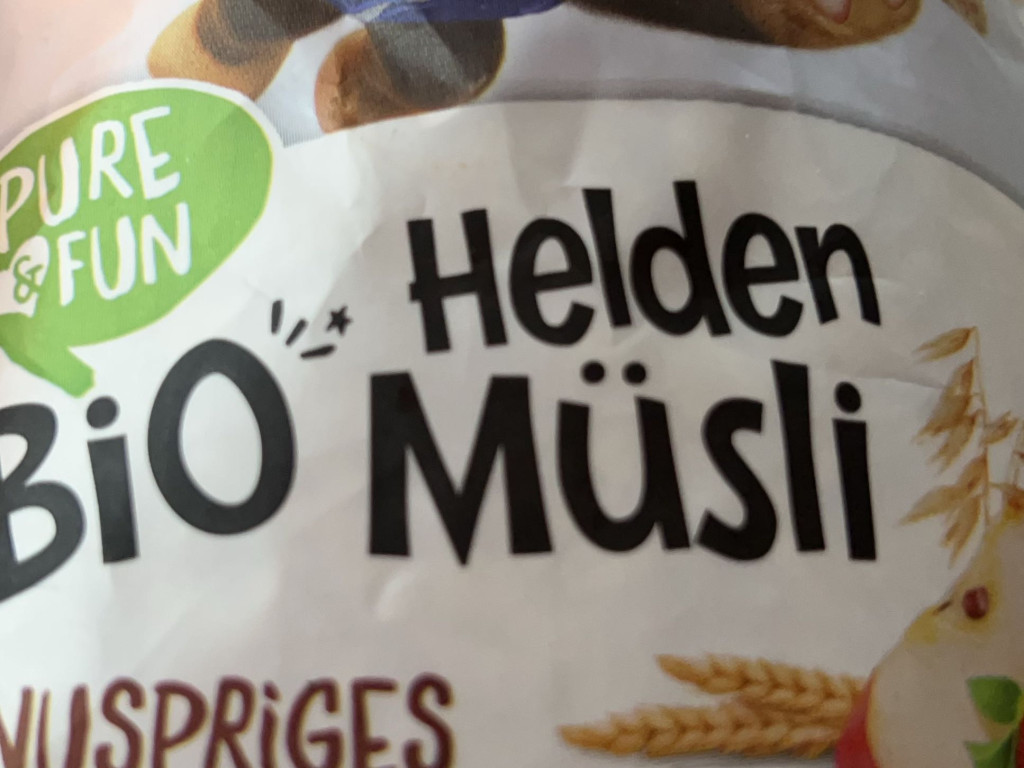 PURE
& FUN
Helden
BiO Müsli
NUSPRiGES